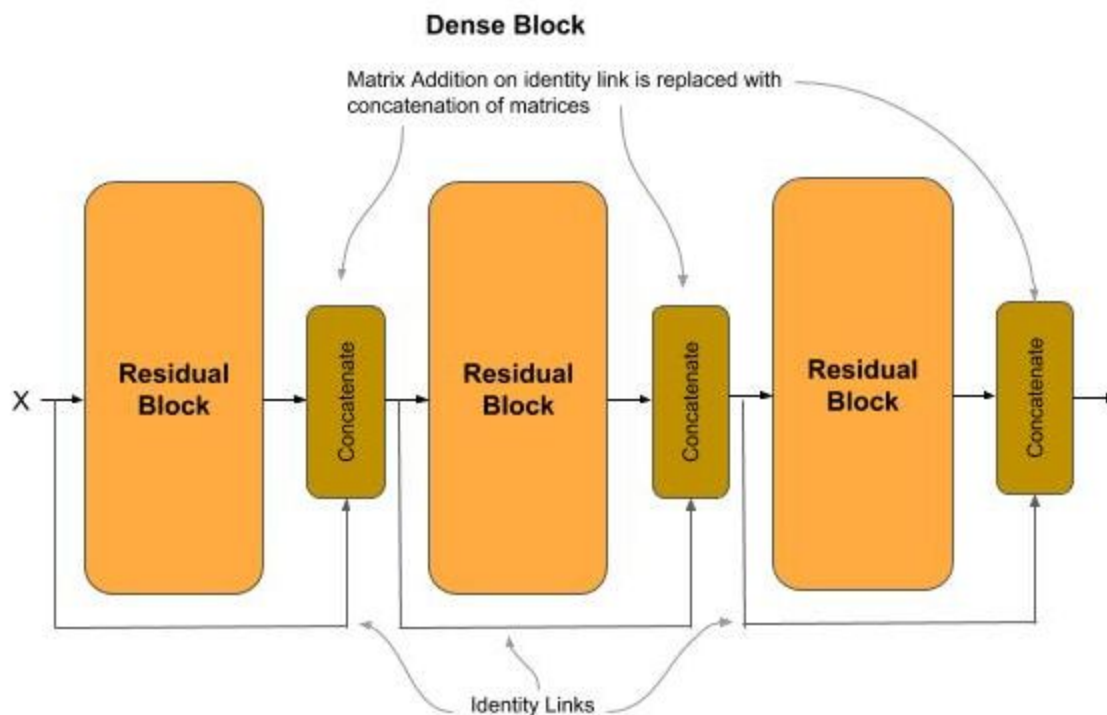 Dense Block
Matrix Addition on identity link is replaced with
concatenation of matrices
X
Residual
Block
Concatenate
Residual
Block
Concatenate
Residual
Block
Concatenate
Identity Links